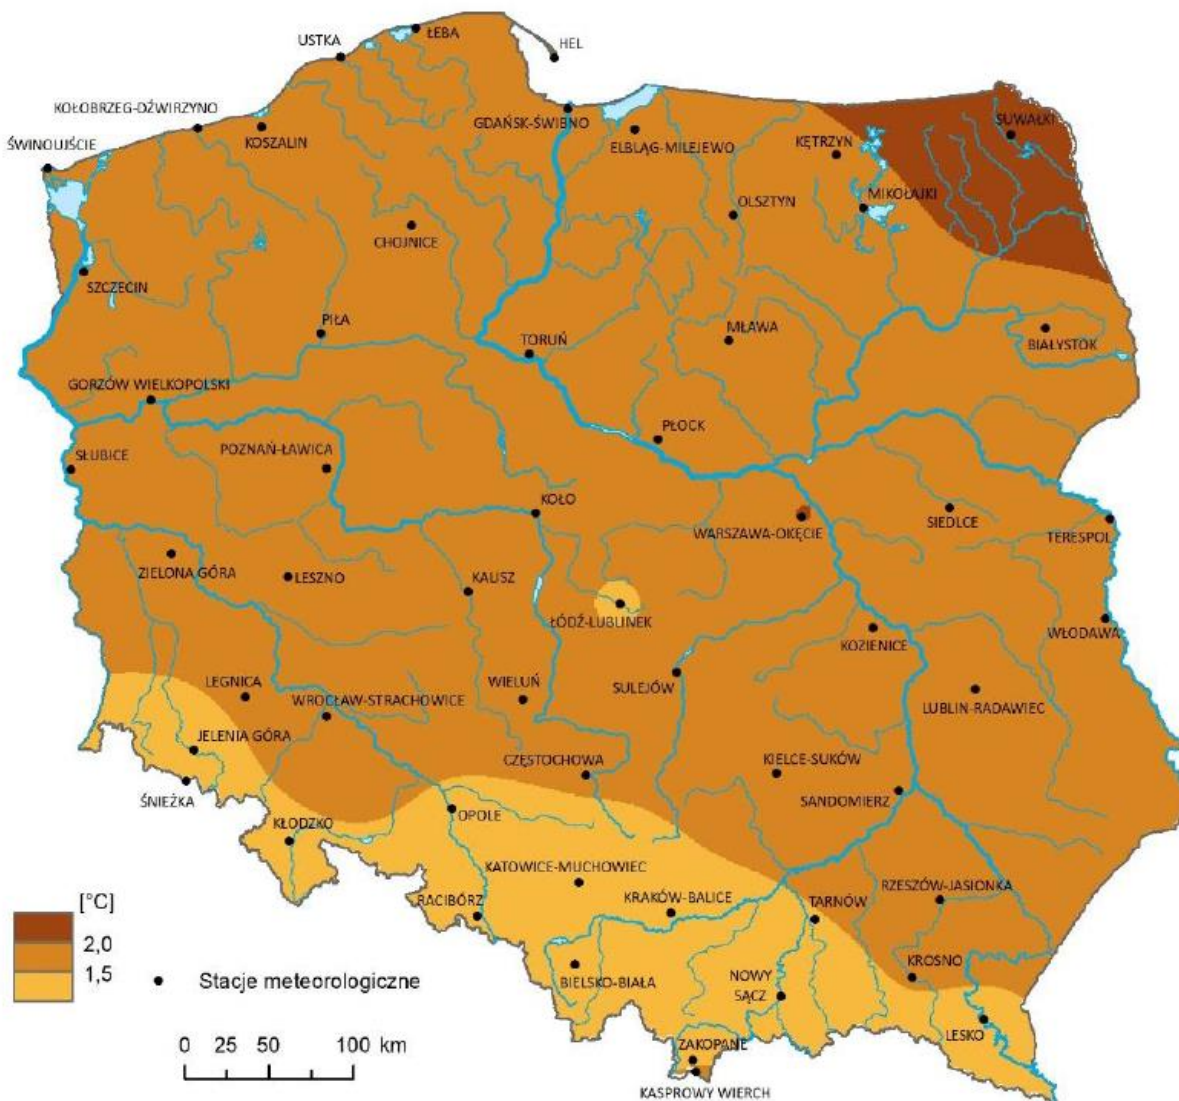 ŁEBA
USTKA
HEL
KOŁOBRZEG-DŹWIRZYNO
GDAŃSK-ŚWIBNO
KOSZALIN
ELBLĄG-MILEJEWO
KĘTRZYN
SUWAŁKI
ŚWINOUJŚCIE
MIKOŁAJKI
OLSZTYN
CHOJNICE
SZCZECIN
PIŁA
TORUŃ
MŁAWA
BIAŁYSTOK
GORZÓW WIELKOPOLSKI
PŁOCK
SŁUBICE
POZNAŃ-ŁAWICA
KOŁO
WARSZAWA-OKĘCIE
SIEDLCE
TERESPOL
ZIELONA GÓRA
LESZNO
KALISZ
ŁÓDŹ-LUBLINEK
KOZIENICE
WŁODAWA
LEGNICA
WROCŁAW-STRACHOWICE
WIELUŃ
SULEJÓW
LUBLIN-RADAWIEC
JELENIA GÓRA
CZĘSTOCHOWA
KIELCE-SUKÓW
SANDOMIERZ
ŚNIEŻKA
KŁODZKO
OPOLE
KATOWICE-MUCHOWIEC
RACIBÓRZ
KRAKÓW-BALICE
TARNÓW
RZESZÓW-JASIONKA
[°C]
2,0
1,5
Stacje meteorologiczne
BIELSKO-BIAŁA
NOWY
SĄCZ
KROSNO
LESKO
0 25 50 100 km
ZAKOPANE
KASPROWY WIERCH